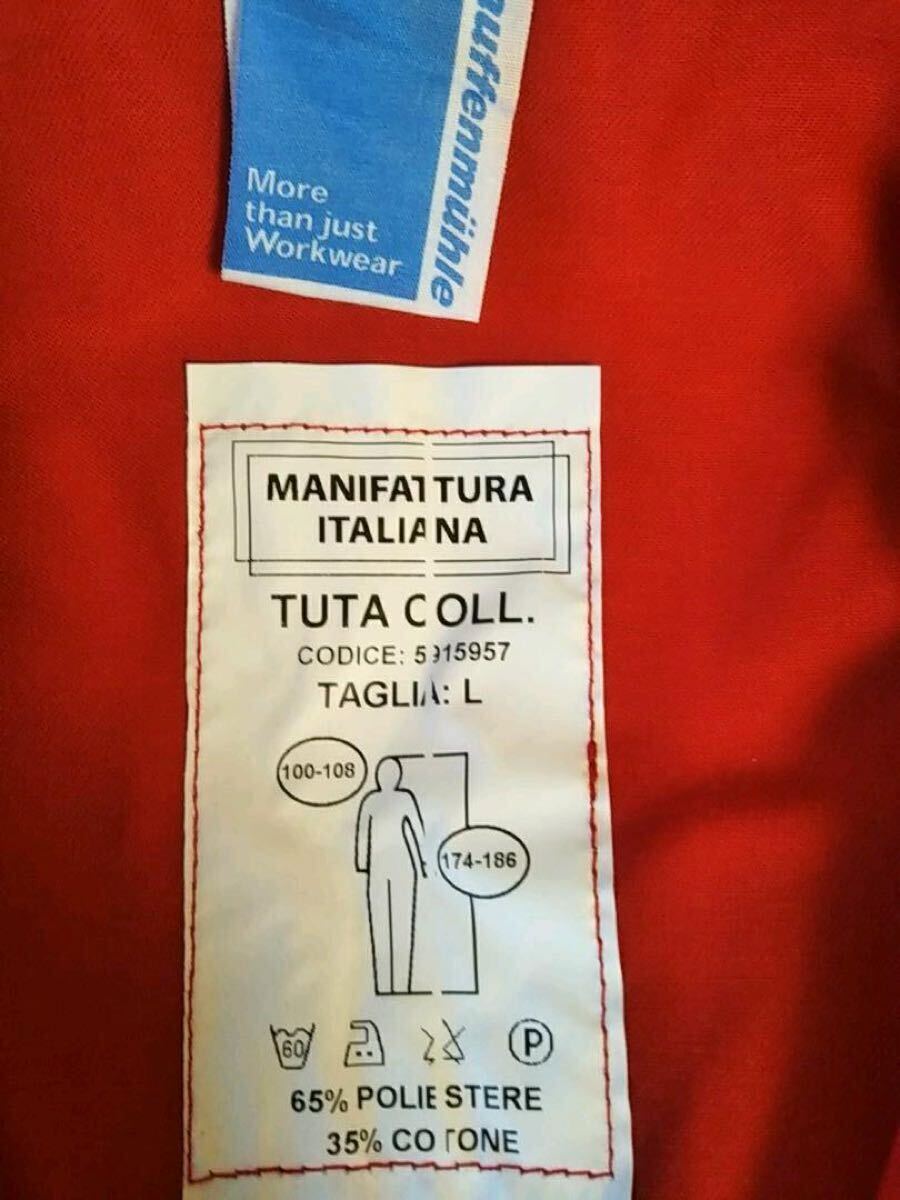 More
than just
Workwear
MANIFATTURA
ITALIANA
TUTA COLL.
CODICE: 5915957
TAGLIA: L
100-108
174-186
60
P
65% POLIESTERE
35% COTONE